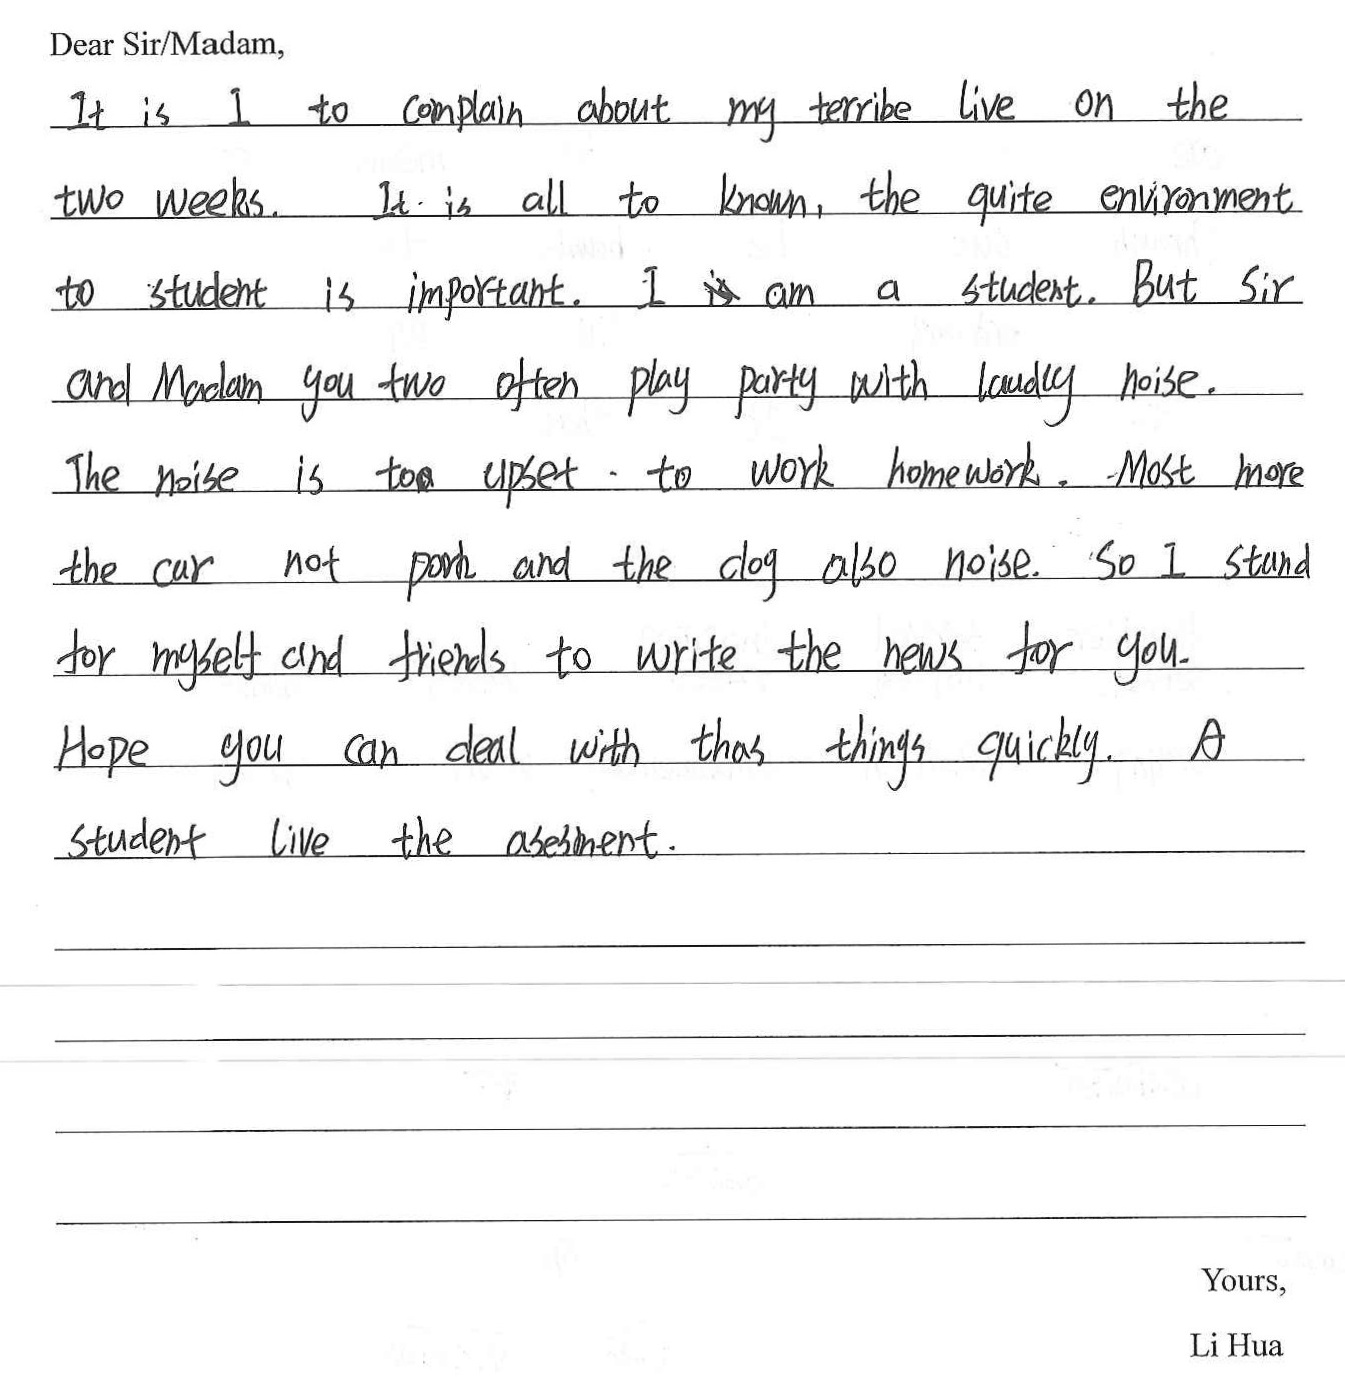 Dear Sir/Madam,
It is I to complain about my terribe live on the
two weeks. It is all to known, the quite environment
to student is important. I am a student. But Sir
and Madam you two often play party with laudly noise.
The noise is too upset to work homework. Most more
the car not park and the dog also noise. So I stand
for myself and friends to write the news for you.
Hope you can deal with thas things quickly. A
student live the asesment.
Yours,
Li Hua